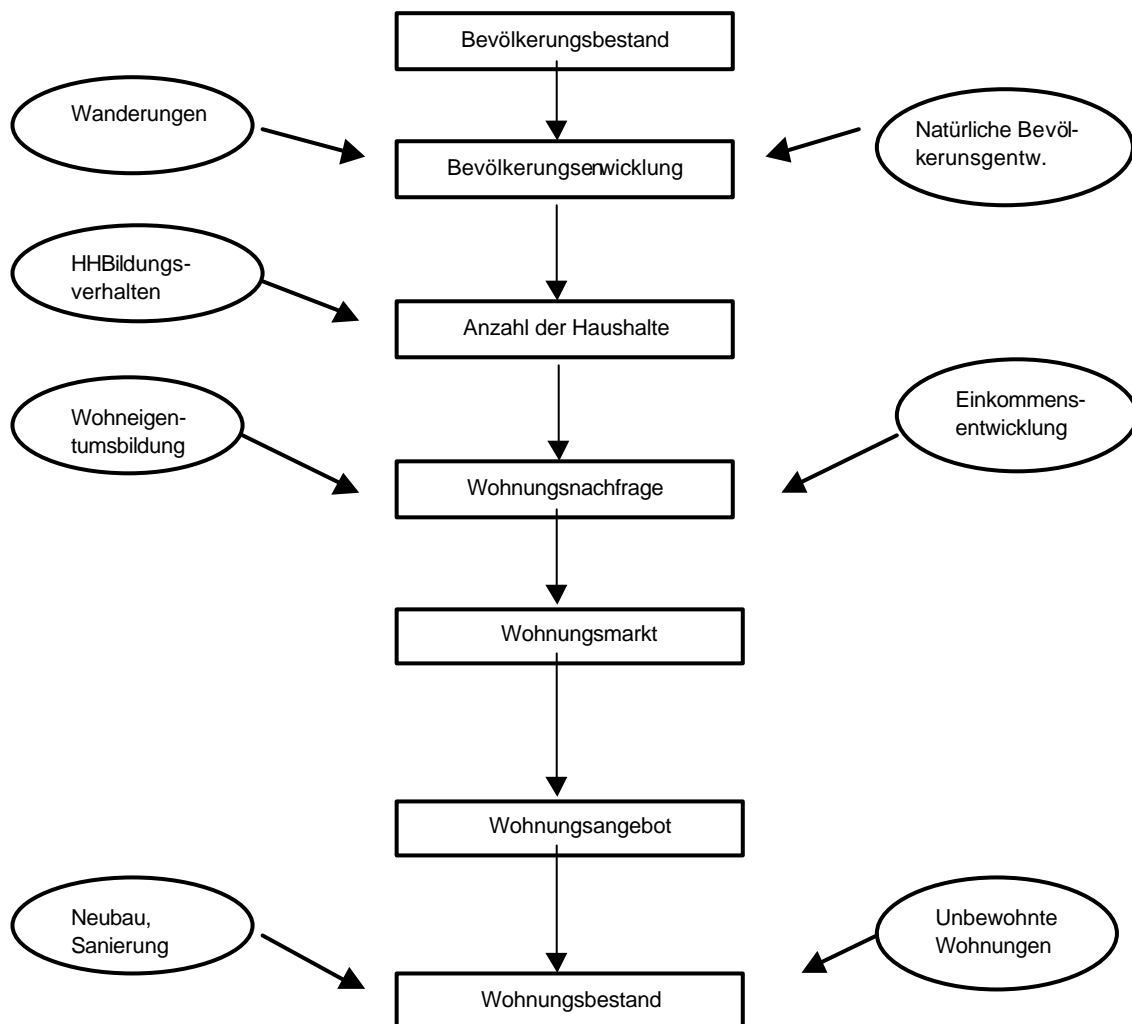 Bevölkerungsbestand
Wanderungen
Natürliche Bevöl-
kerunsgentw.
Bevölkerungsenwicklung
HHBildungs-
verhalten
Anzahl der Haushalte
Wohneigen-
tumsbildung
Einkommens-
entwicklung
Wohnungsnachfrage
Wohnungsmarkt
Wohnungsangebot
Neubau,
Sanierung
Unbewohnte
Wohnungen
Wohnungsbestand